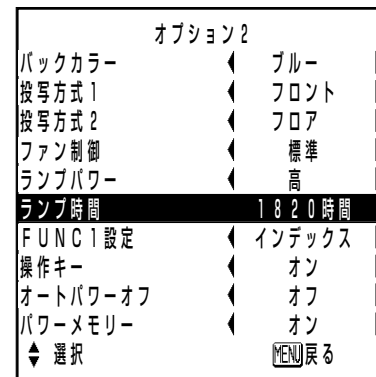 オプション2
バックカラー ブルー
投写方式1 フロント
投写方式2 フロア
ファン制御 標準
ランプパワー 高
ランプ時間 1820時間
FUNC1設定 インデックス
操作キー オン
オートパワーオフ オフ
パワーメモリー オン
選択 MENU戻る